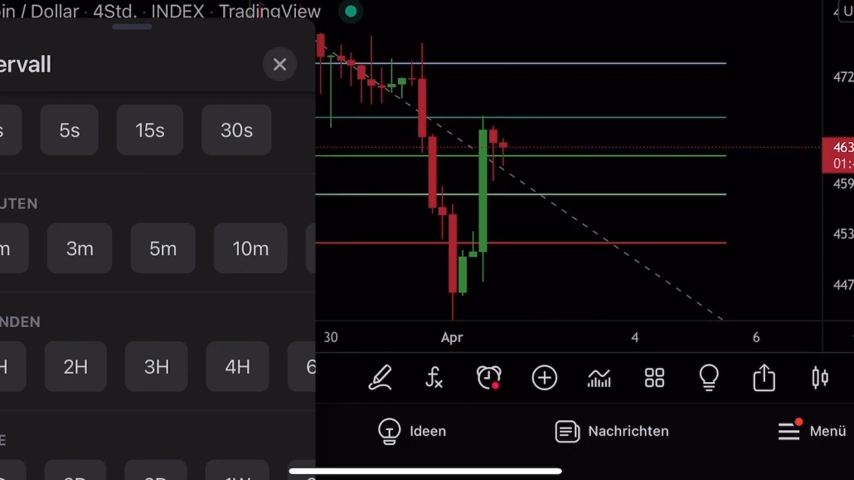 in / Dollar · 4Std. · INDEX · TradingView
ervall
5s
15s
30s
UTEN
m
3m
5m
10m
NDEN
H
2H
3H
4H
6
E
472
463
01:
459
453
447
30
Apr
4
6
Ideen
Nachrichten
Menü
U